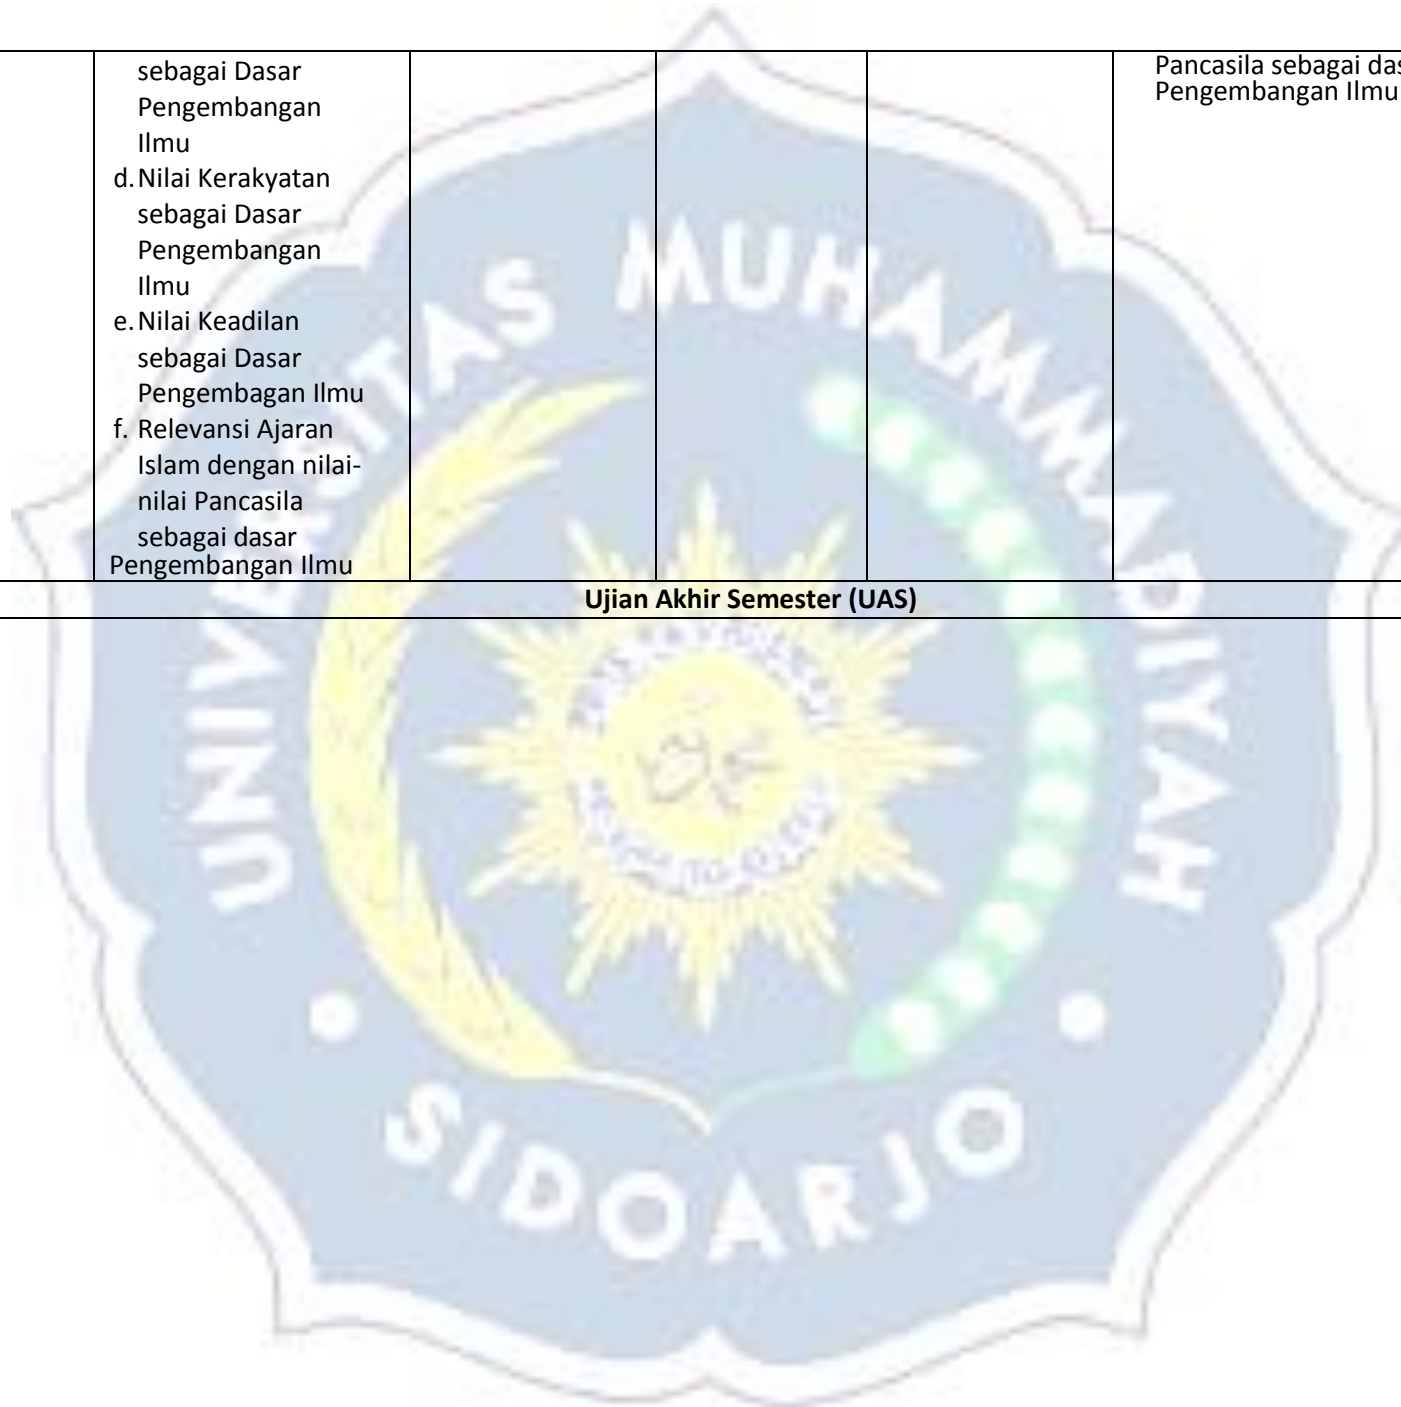 sebagai Dasar
Pengembangan
Ilmu
d. Nilai Kerakyatan
sebagai Dasar
Pengembangan
Ilmu
e. Nilai Keadilan
sebagai Dasar
Pengembagan Ilmu
f. Relevansi Ajaran
Islam dengan nilai-
nilai Pancasila
sebagai dasar
Pengembangan Ilmu
Pancasila sebagai das
Pengembangan Ilmu
Ujian Akhir Semester (UAS)
UNIVERSITAS MUHAMMADIYAH
SIDOARJO